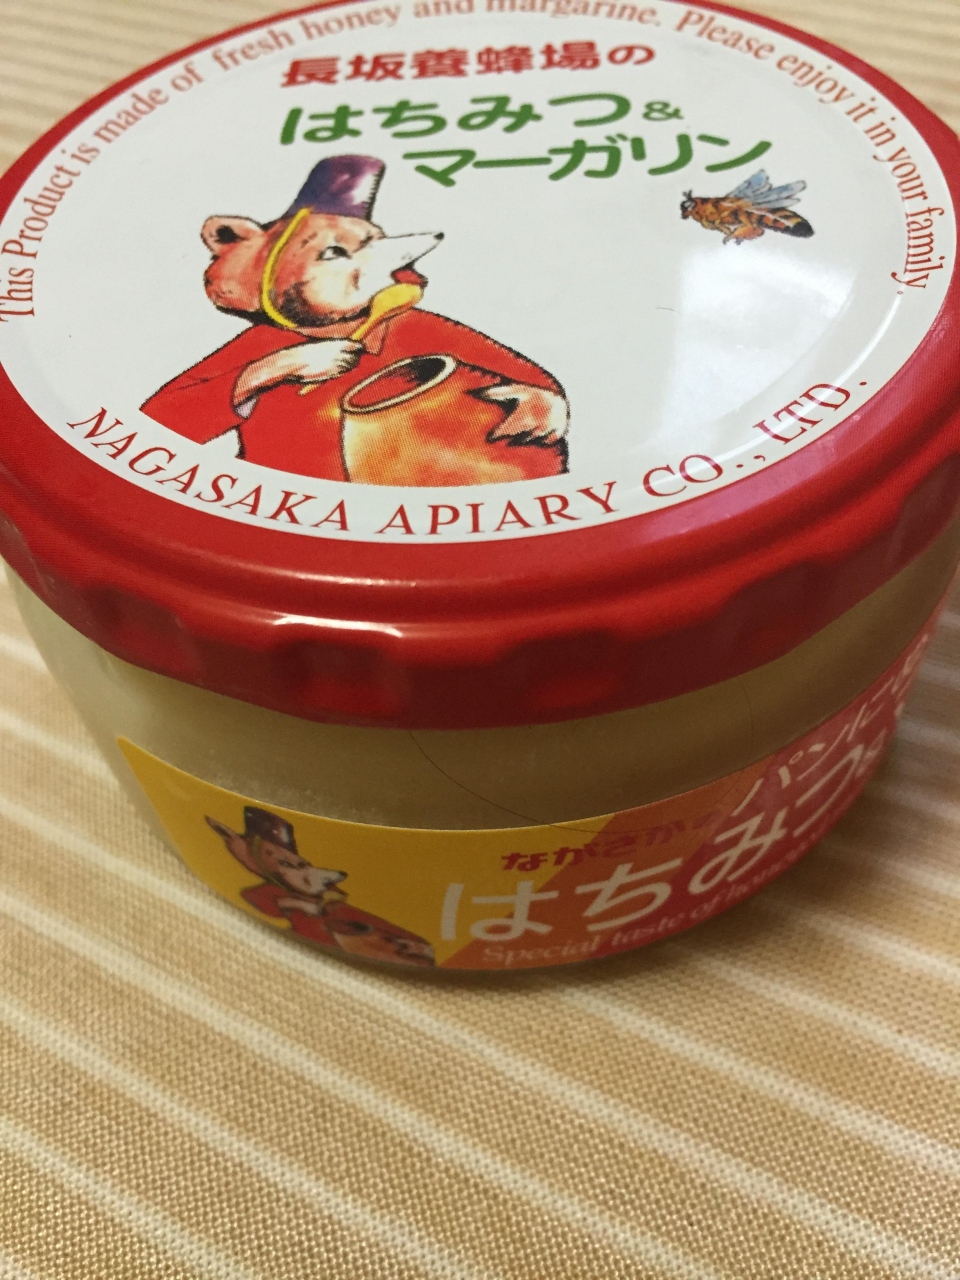 This Product is made of fresh honey and margarine. Please enjoy it in your family.
長坂養蜂場の
はちみつ&
マーガリン
NAGASAKA APIARY CO., LTD.
パンに
ながさかの
はちみつ&
Special taste of honey